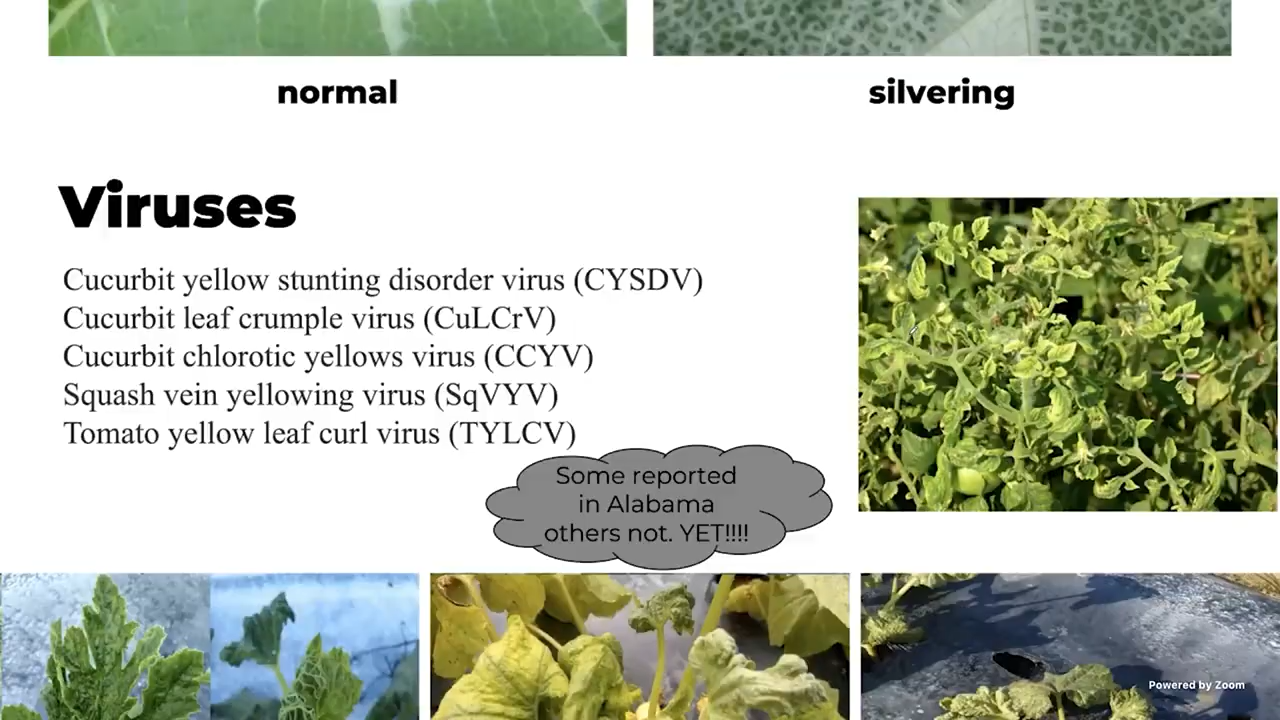 normal
silvering
Viruses
Cucurbit yellow stunting disorder virus (CYSDV)
Cucurbit leaf crumple virus (CuLCrV)
Cucurbit chlorotic yellows virus (CCYV)
Squash vein yellowing virus (SqVYV)
Tomato yellow leaf curl virus (TYLCV)
Some reported
in Alabama
others not. YET!!!!
Powered by Zoom